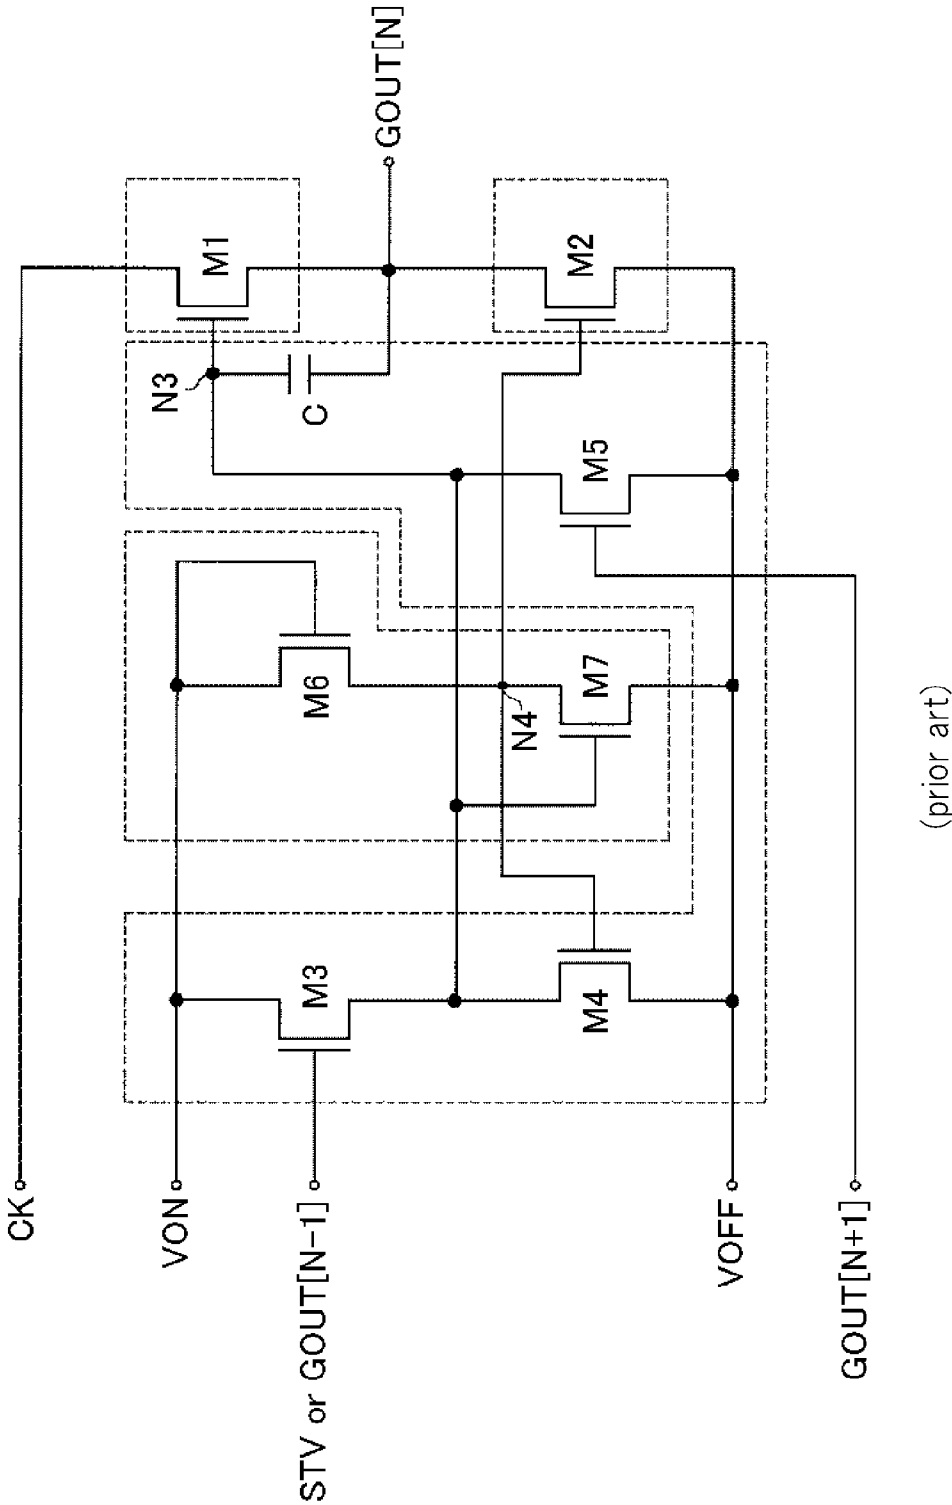 CK
VON
STV or GOUT[N-1]
VOFF
GOUT[N+1]
M3
M4
M6
N4
M7
N3
C
M5
M1
M2
GOUT[N]
(prior art)